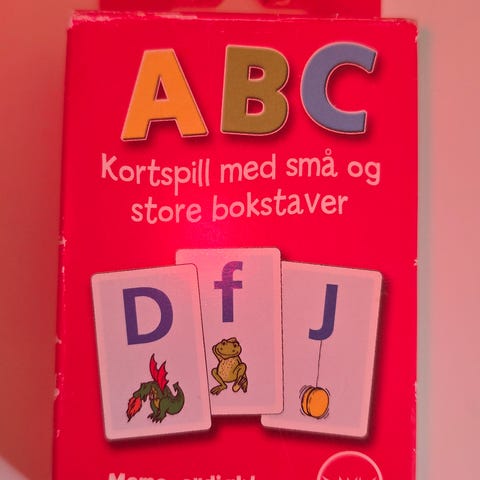 ABC
Kortspill med små og
store bokstaver
D
f
J